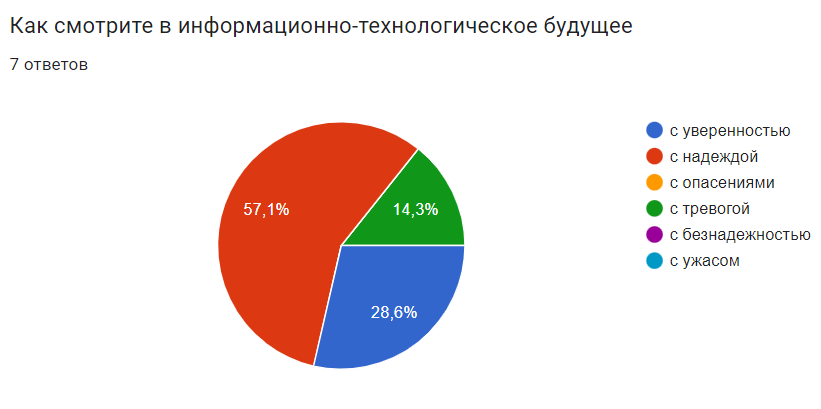 Как смотрите в информационно-технологическое будущее
7 ответов
57,1%
14,3%
28,6%
с уверенностью
с надеждой
с опасениями
с тревогой
с безнадежностью
с ужасом